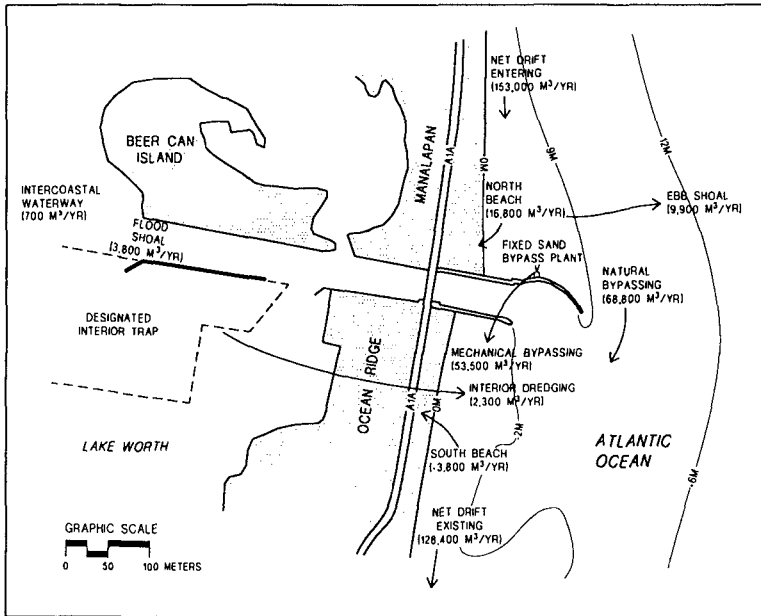 NET DRIFT
ENTERING
(153,000 M³/YR)
BEER CAN
ISLAND
MANALAPAN
A1A
0M
9M
12M
INTERCOASTAL
WATERWAY
(700 M³/YR)
FLOOD
SHOAL
(3,800 M³/YR)
NORTH
BEACH
(16,800 M³/YR)
EBB SHOAL
(9,900 M³/YR)
FIXED SAND
BYPASS PLANT
NATURAL
BYPASSING
(68,800 M³/YR)
DESIGNATED
INTERIOR TRAP
MECHANICAL BYPASSING
(53,500 M³/YR)
OCEAN RIDGE
INTERIOR DREDGING
(2,300 M³/YR)
A1A
0M
-2M
LAKE WORTH
SOUTH BEACH
(-3,800 M³/YR)
ATLANTIC
OCEAN
-6M
NET DRIFT
EXISTING
(128,400 M³/YR)
GRAPHIC SCALE
0 50 100 METERS